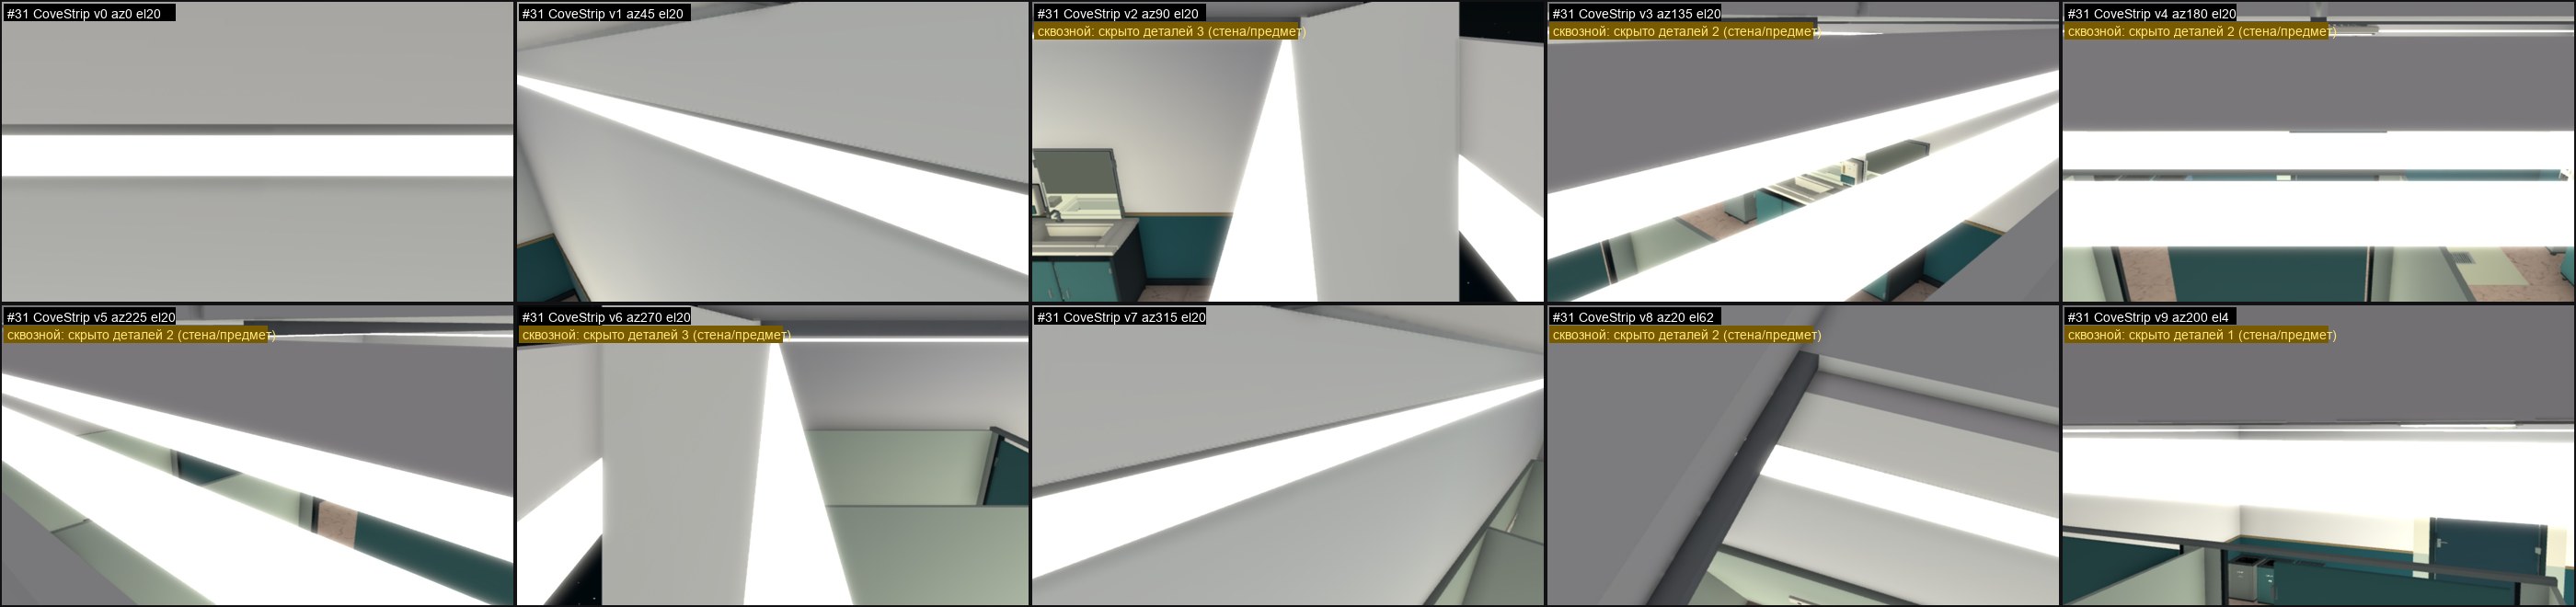 #31 CoveStrip v0 az0 el20
#31 CoveStrip v1 az45 el20
#31 CoveStrip v2 az90 el20
сквозной: скрыто деталей 3 (стена/предмет)
#31 CoveStrip v3 az135 el20
сквозной: скрыто деталей 2 (стена/предмет)
#31 CoveStrip v4 az180 el20
сквозной: скрыто деталей 2 (стена/предмет)
#31 CoveStrip v5 az225 el20
сквозной: скрыто деталей 2 (стена/предмет)
#31 CoveStrip v6 az270 el20
сквозной: скрыто деталей 3 (стена/предмет)
#31 CoveStrip v7 az315 el20
#31 CoveStrip v8 az20 el62
сквозной: скрыто деталей 2 (стена/предмет)
#31 CoveStrip v9 az200 el4
сквозной: скрыто деталей 1 (стена/предмет)